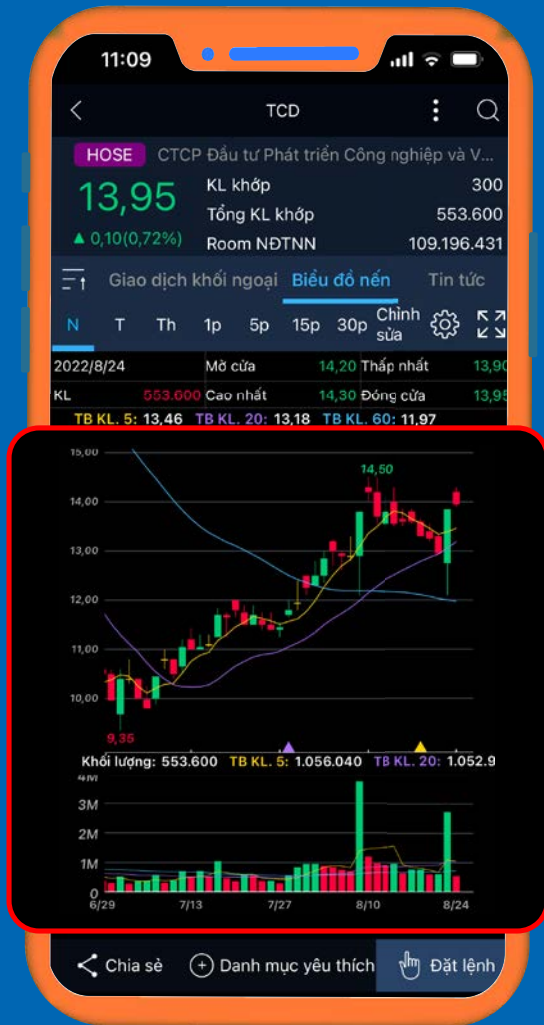 11:09
TCD
HOSE CTCP Đầu tư Phát triển Công nghiệp và V...
13,95
▲ 0,10(0,72%)
KL khớp 300
Tổng KL khớp 553.600
Room NĐTNN 109.196.431
Giao dịch khối ngoại Biểu đồ nến Tin tức
N T Th 1p 5p 15p 30p Chỉnh sửa
2022/8/24 Mở cửa 14,20 Thấp nhất 13,90
KL 553.600 Cao nhất 14,30 Đóng cửa 13,95
TB KL. 5: 13,46 TB KL. 20: 13,18 TB KL. 60: 11,97
15,00
14,50
14,00
13,00
12,00
11,00
10,00
9,35
Khối lượng: 553.600 TB KL. 5: 1.056.040 TB KL. 20: 1.052.9
4M
3M
2M
1M
0
6/29 7/13 7/27 8/10 8/24
Chia sẻ Danh mục yêu thích Đặt lệnh